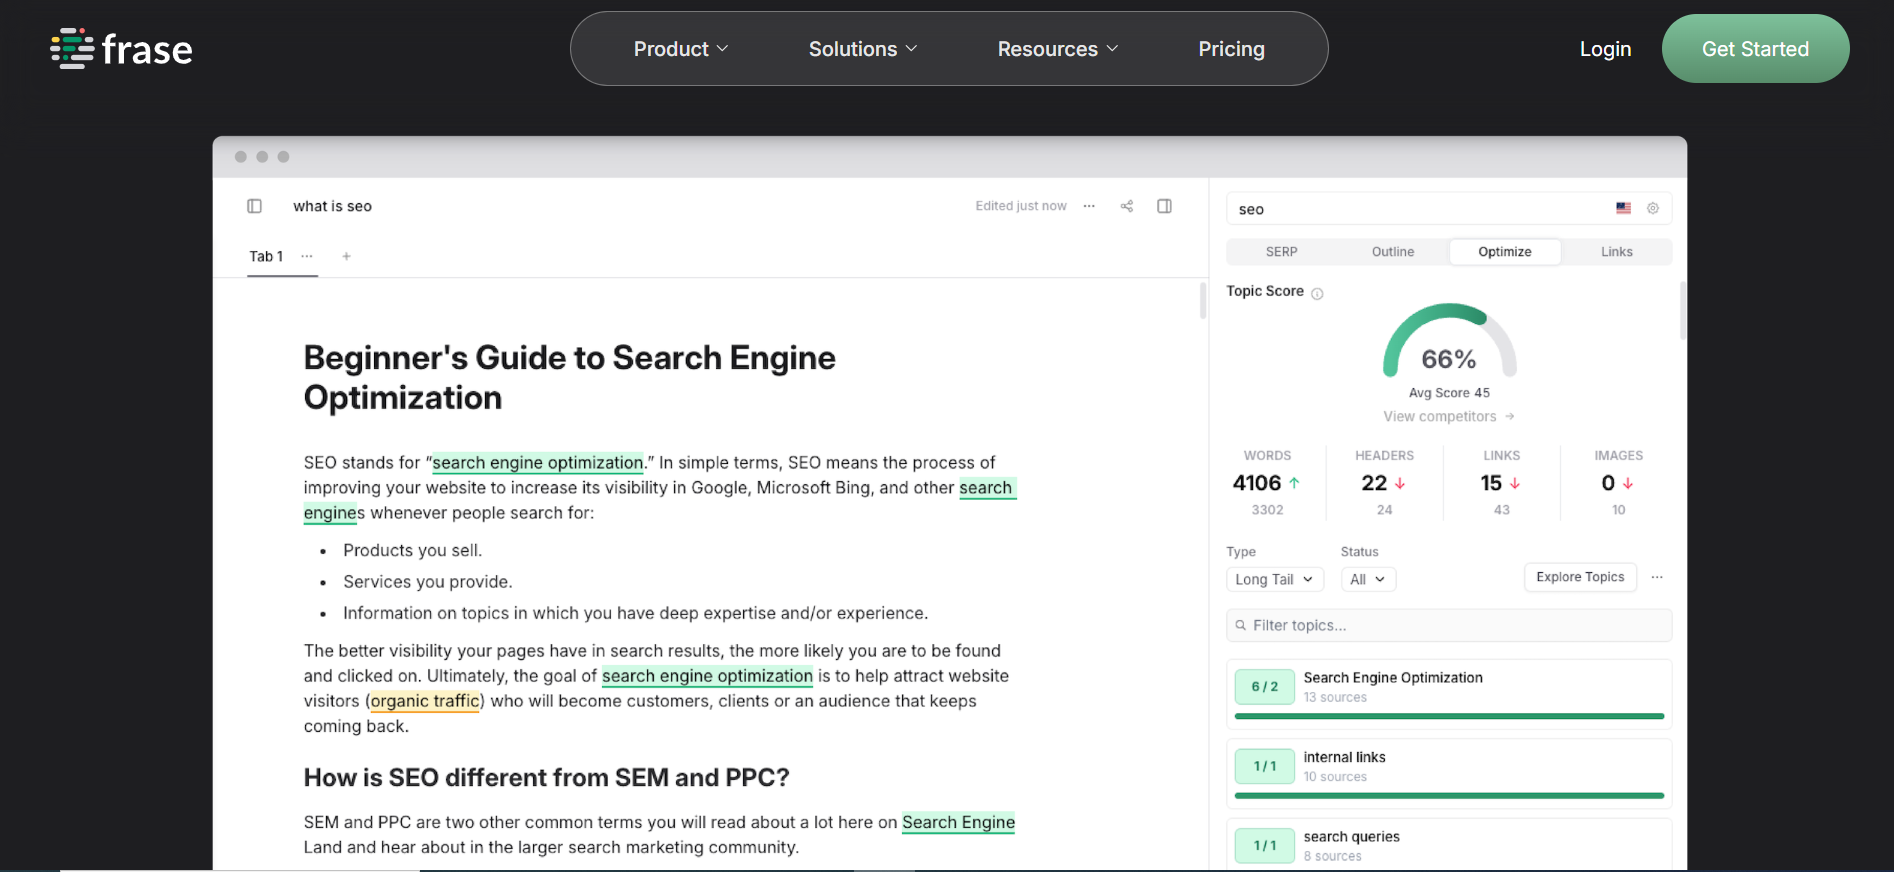 frase
Product
Solutions
Resources
Pricing
Login
Get Started
what is seo
Edited just now
Tab 1
Beginner's Guide to Search Engine
Optimization
SEO stands for “search engine optimization.” In simple terms, SEO means the process of
improving your website to increase its visibility in Google, Microsoft Bing, and other search
engines whenever people search for:
• Products you sell.
• Services you provide.
• Information on topics in which you have deep expertise and/or experience.
The better visibility your pages have in search results, the more likely you are to be found
and clicked on. Ultimately, the goal of search engine optimization is to help attract website
visitors (organic traffic) who will become customers, clients or an audience that keeps
coming back.
How is SEO different from SEM and PPC?
SEM and PPC are two other common terms you will read about a lot here on Search Engine
Land and hear about in the larger search marketing community.
seo
SERP
Outline
Optimize
Links
Topic Score
66%
Avg Score 45
View competitors →
WORDS
4106 ↑
3302
HEADERS
22 ↓
24
LINKS
15 ↓
43
IMAGES
0 ↓
10
Type
Long Tail
Status
All
Explore Topics
Filter topics...
6 / 2
Search Engine Optimization
13 sources
1 / 1
internal links
10 sources
1 / 1
search queries
8 sources